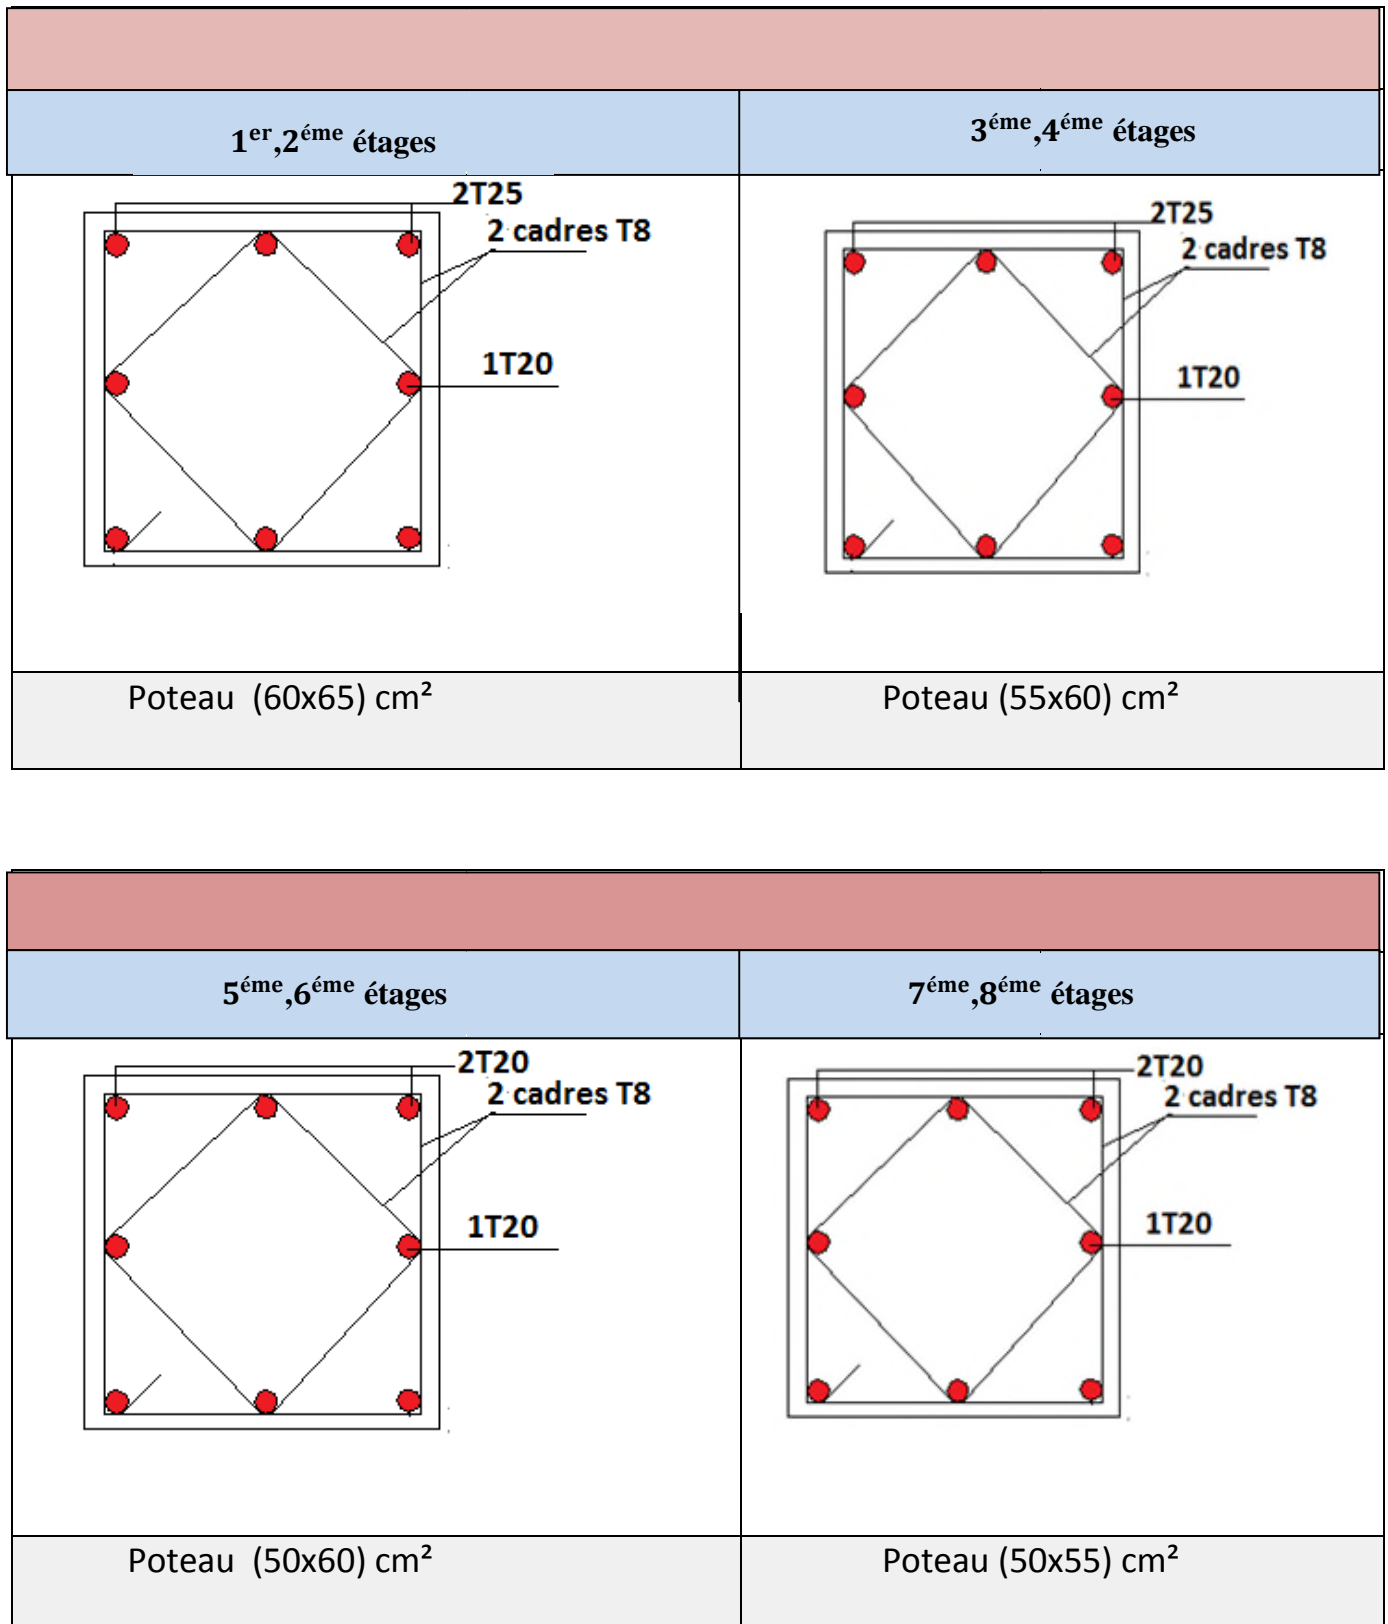 1er,2éme étages
3éme,4éme étages
2T25
2 cadres T8
1T20
2T25
2 cadres T8
1T20
Poteau (60x65) cm²
Poteau (55x60) cm²
5éme,6éme étages
7éme,8éme étages
2T20
2 cadres T8
1T20
2T20
2 cadres T8
1T20
Poteau (50x60) cm²
Poteau (50x55) cm²